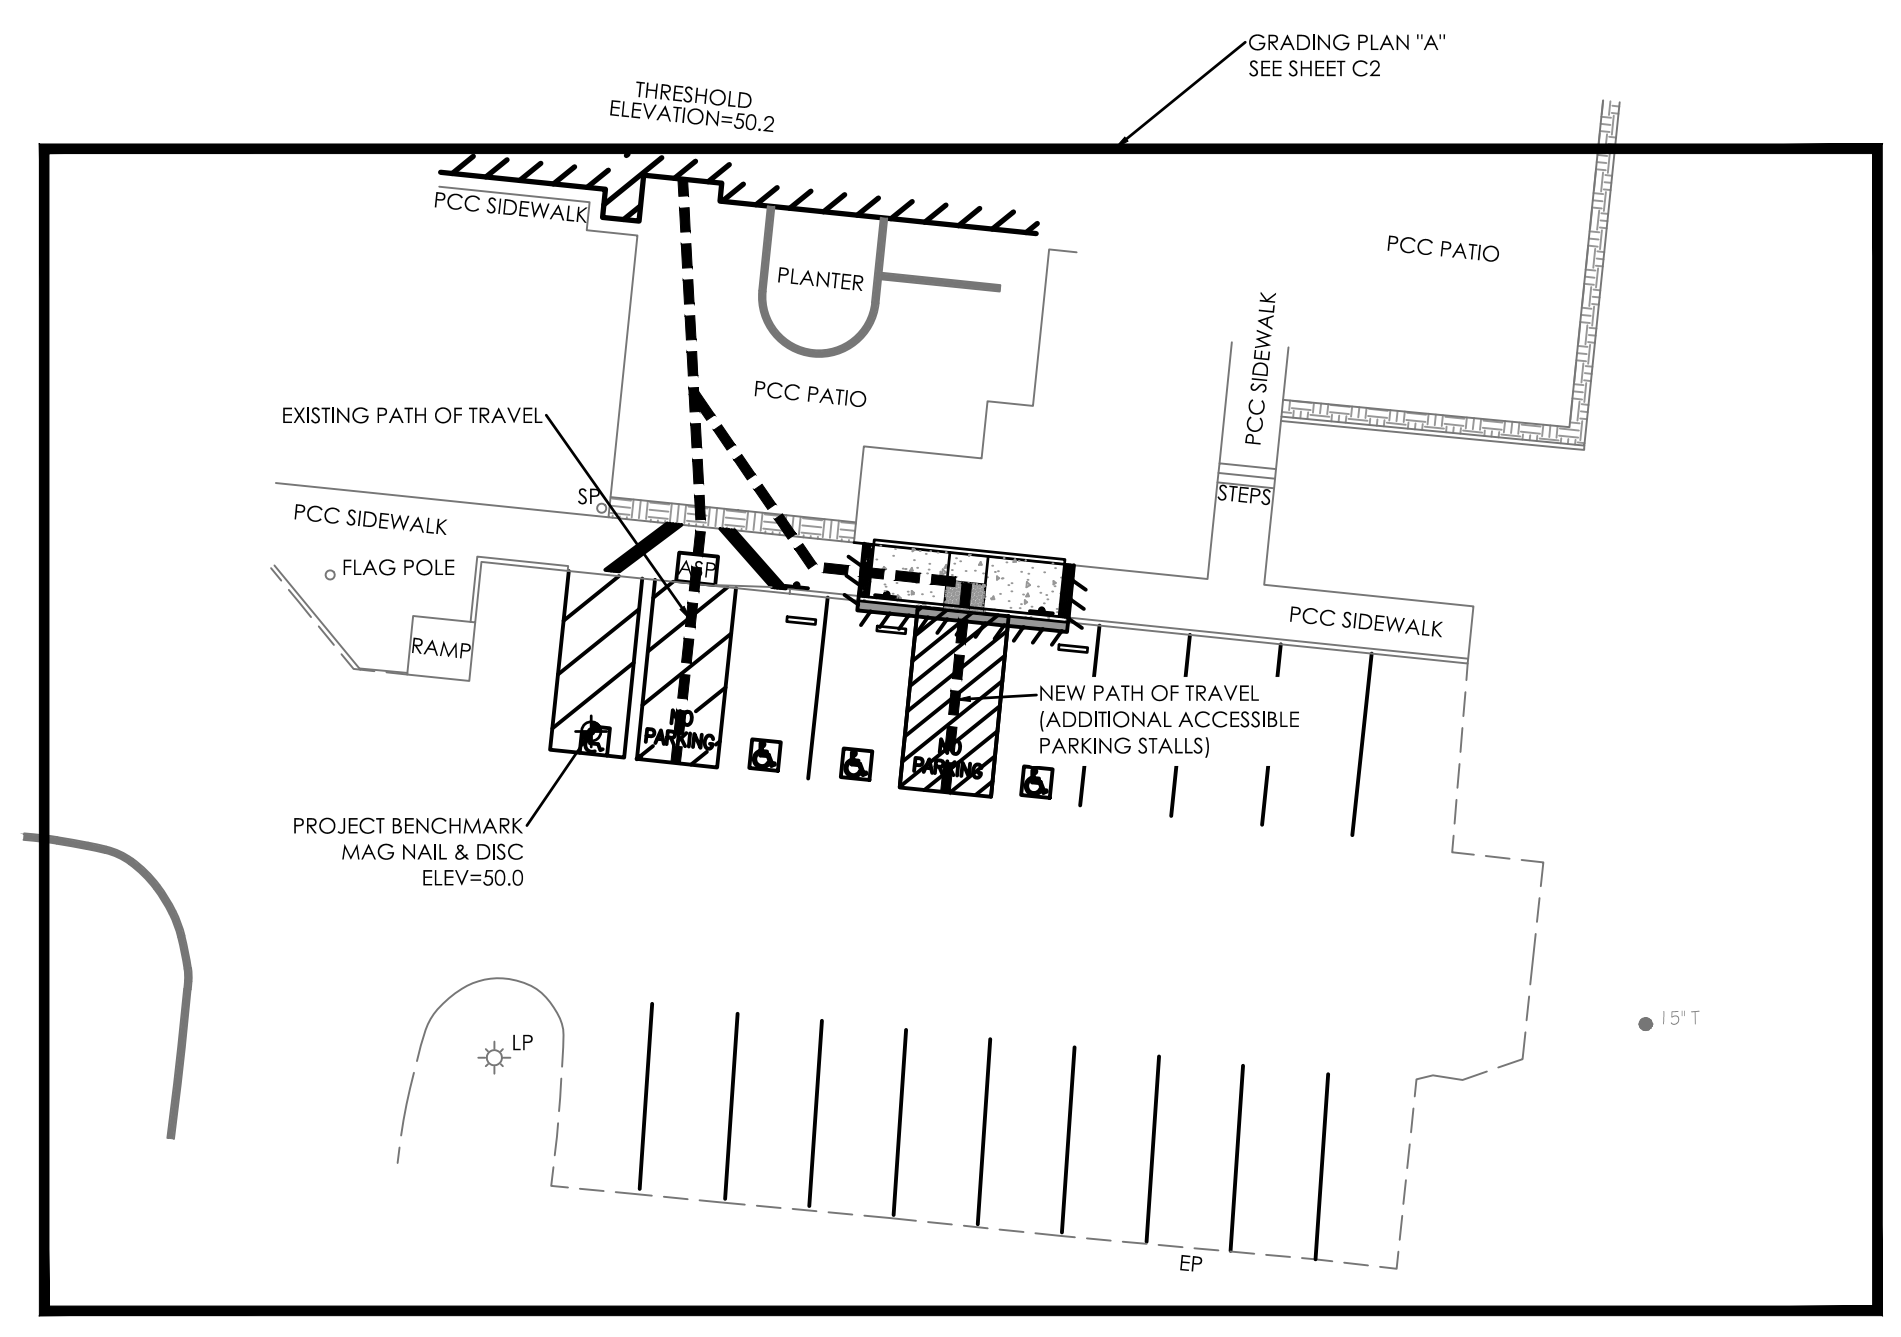 GRADING PLAN "A"
SEE SHEET C2
THRESHOLD
ELEVATION=50.2
PCC SIDEWALK
PLANTER
PCC PATIO
PCC PATIO
PCC SIDEWALK
EXISTING PATH OF TRAVEL
SP
STEPS
PCC SIDEWALK
FLAG POLE
ASP
RAMP
PCC SIDEWALK
NEW PATH OF TRAVEL
(ADDITIONAL ACCESSIBLE
PARKING STALLS)
NO
PARKING
NO
PARKING
PROJECT BENCHMARK
MAG NAIL & DISC
ELEV=50.0
15" T
LP
EP